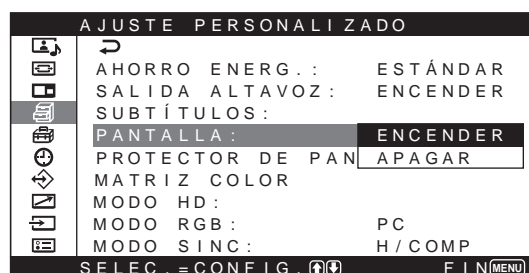 AJUSTE PERSONALIZADO
AHORRO ENERG.: ESTÁNDAR
SALIDA ALTAVOZ: ENCENDER
SUBTÍTULOS:
PANTALLA: ENCENDER
PROTECTOR DE PAN APAGAR
MATRIZ COLOR
MODO HD:
MODO RGB: PC
MODO SINC: H/COMP
SELEC.=CONFIG. FIN MENU